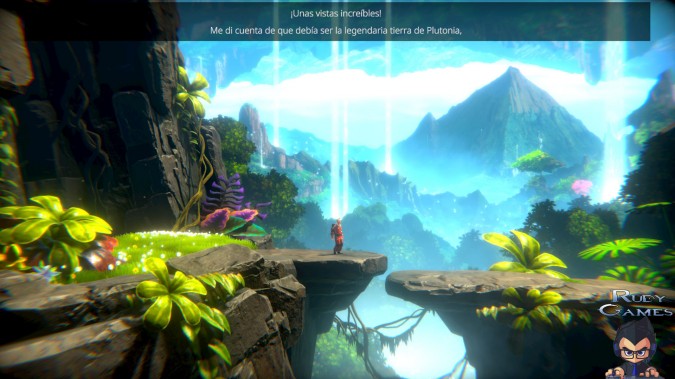 ¡Unas vistas increíbles!
Me di cuenta de que debía ser la legendaria tierra de Plutonia,
Rudy
Games